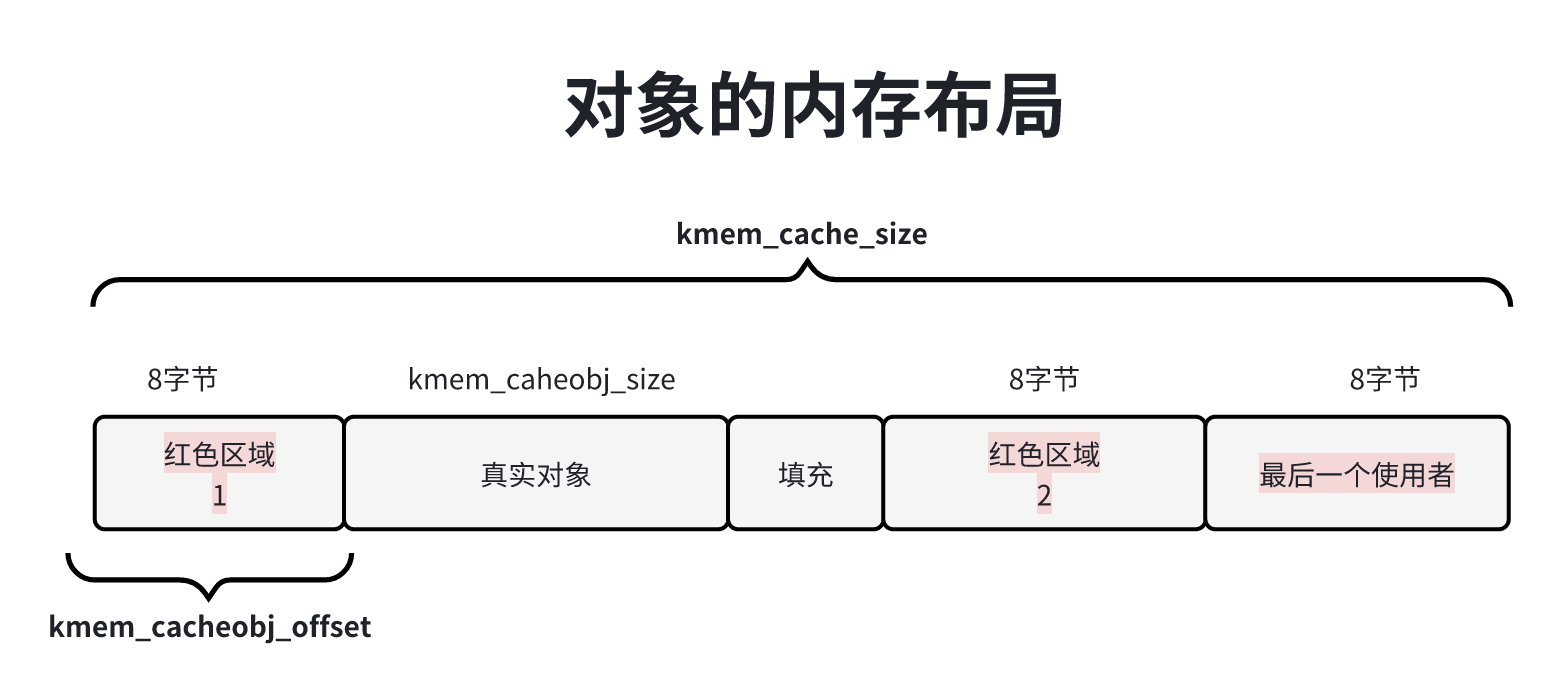 对象的内存布局
kmem_cache_size
8字节
kmem_caheobj_size
8字节
8字节
红色区域
1
真实对象
填充
红色区域
2
最后一个使用者
kmem_cacheobj_offset